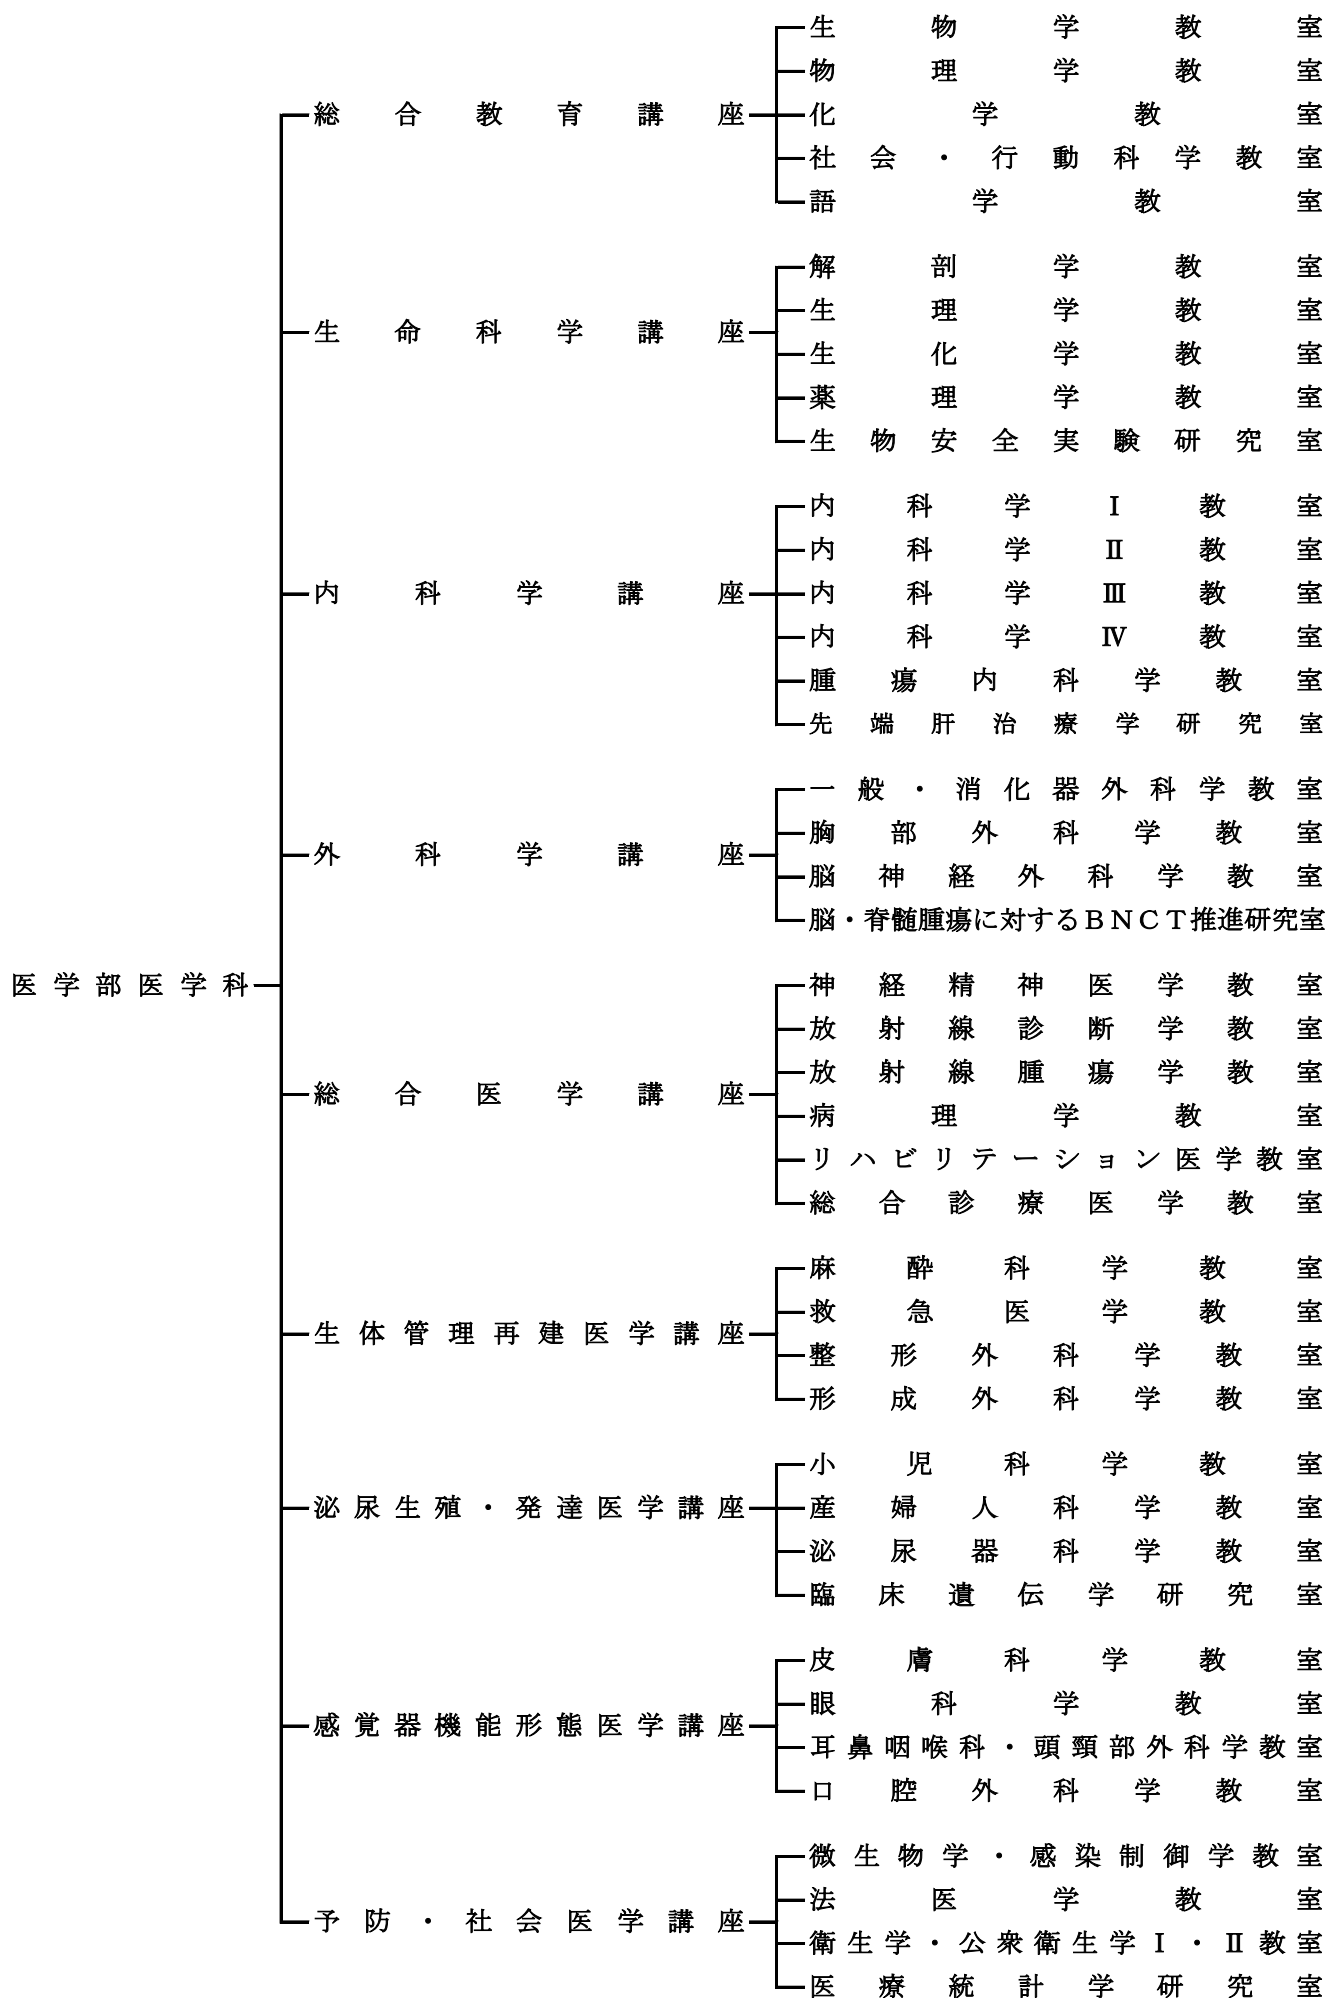 医学部医学科
総合教育講座
生物学教室
物理学教室
化学教室
社会・行動科学教室
語学教室
生命科学講座
解剖学教室
生理学教室
生化学教室
薬理学教室
生物安全実験研究室
内科学講座
内科学Ⅰ教室
内科学Ⅱ教室
内科学Ⅲ教室
内科学Ⅳ教室
腫瘍内科学教室
先端肝治療学研究室
外科学講座
一般・消化器外科学教室
胸部外科学教室
脳神経外科学教室
脳・脊髄腫瘍に対するBNCT推進研究室
総合医学講座
神経精神医学教室
放射線診断学教室
放射線腫瘍学教室
病理学教室
リハビリテーション医学教室
総合診療医学教室
生体管理再建医学講座
麻酔科学教室
救急医学教室
整形外科学教室
形成外科学教室
泌尿生殖・発達医学講座
小児科学教室
産婦人科学教室
泌尿器科学教室
臨床遺伝学研究室
感覚器機能形態医学講座
皮膚科学教室
眼科学教室
耳鼻咽喉科・頭頸部外科学教室
口腔外科学教室
予防・社会医学講座
微生物学・感染制御学教室
法医学教室
衛生学・公衆衛生学Ⅰ・Ⅱ教室
医療統計学研究室